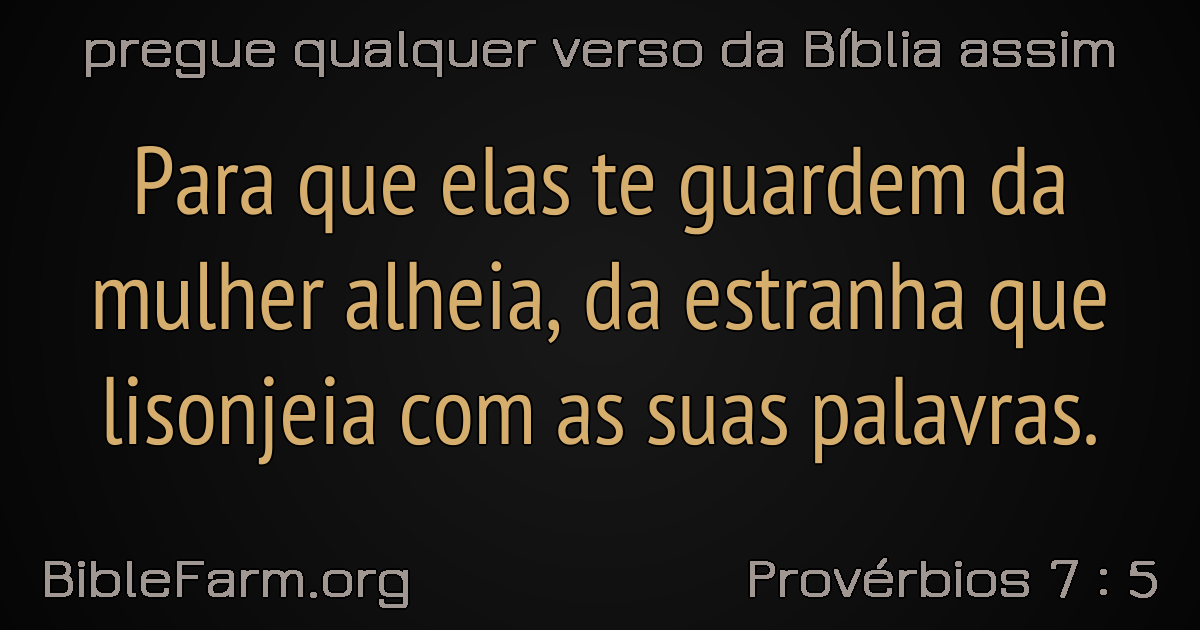 pregue qualquer verso da Bíblia assim
Para que elas te guardem da
mulher alheia, da estranha que
lisonjeia com as suas palavras.
BibleFarm.org
Provérbios 7 : 5